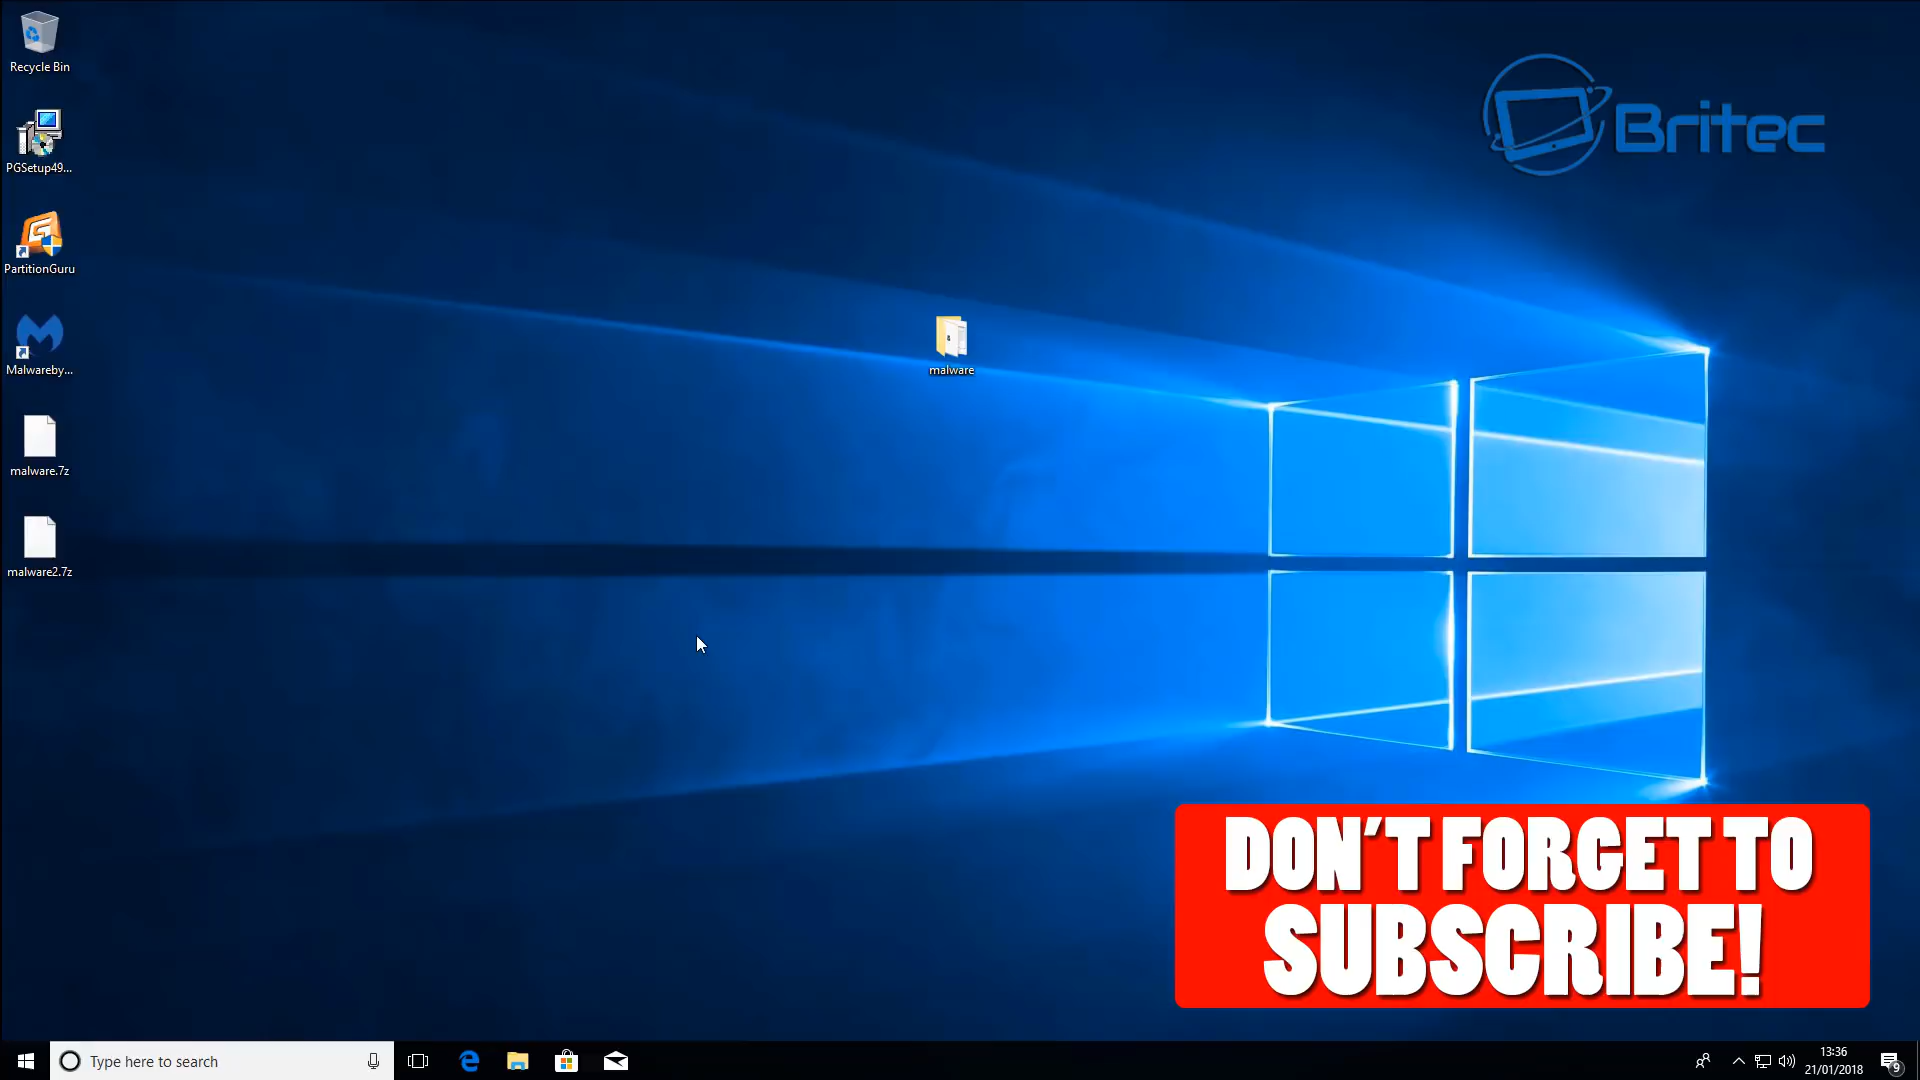 Recycle Bin
PGSetup49...
PartitionGuru
Malwareby...
malware.7z
malware2.7z
malware
Britec
DON'T FORGET TO
SUBSCRIBE!
Type here to search
13:36
21/01/2018
9